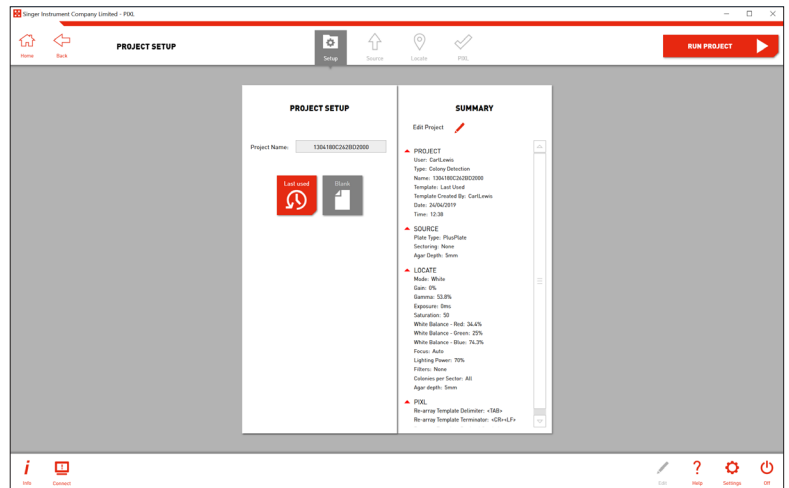 Singer Instrument Company Limited - PIXL
Home
Back
PROJECT SETUP
Setup
Source
Locate
PIXL
RUN PROJECT
PROJECT SETUP
Project Name: 1304180C242BD2000
Last used
Blank
SUMMARY
Edit Project
PROJECT
User: CarlLewis
Type: Colony Detection
Name: 1304180C242BD2000
Template: Last Used
Template Created By: CarlLewis
Date: 24/04/2019
Time: 12:38
SOURCE
Plate Type: PlusPlate
Sectoring: None
Agar Depth: 5mm
LOCATE
Mode: White
Gain: 0%
Gamma: 53.8%
Exposure: 0ms
Saturation: 50
White Balance - Red: 34.4%
White Balance - Green: 25%
White Balance - Blue: 74.3%
Focus: Auto
Lighting Power: 70%
Filters: None
Colonies per Sector: All
Agar depth: 5mm
PIXL
Re-array Template Delimiter: <TAB>
Re-array Template Terminator: <CR><LF>
Info
Connect
Edit
Help
Settings
Off